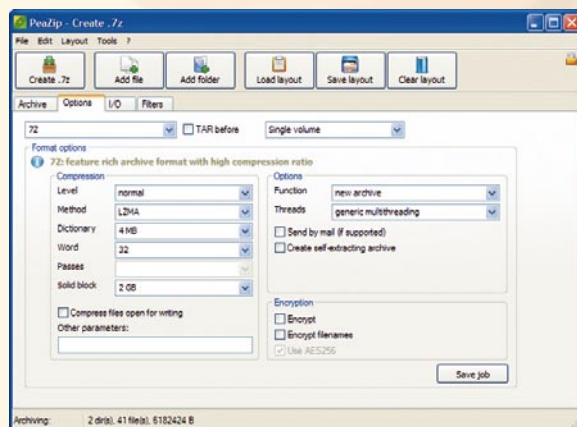 PeaZip - Create .7z
File Edit Layout Tools ?
Create .7z Add file Add folder Load layout Save layout Clear layout
Archive Options I/O Filters
7Z TAR before Single volume
Format options
7Z: feature rich archive format with high compression ratio
Compression Options
Level normal Function new archive
Method LZMA Threads generic multithreading
Dictionary 4 MB Send by mail (if supported)
Word 32 Create self-extracting archive
Passes
Solid block 2 GB
Compress files open for writing Encryption
Encrypt
Other parameters: Encrypt filenames
Use AES256
Save job
Archiving: 2 dir(s), 41 file(s), 6182424 B